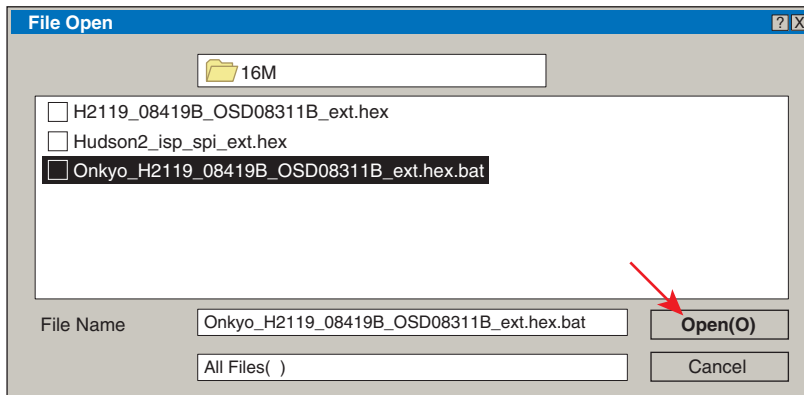 File Open
? X
16M
H2119_08419B_OSD08311B_ext.hex
Hudson2_isp_spi_ext.hex
Onkyo_H2119_08419B_OSD08311B_ext.hex.bat
File Name
Onkyo_H2119_08419B_OSD08311B_ext.hex.bat
Open(O)
All Files( )
Cancel